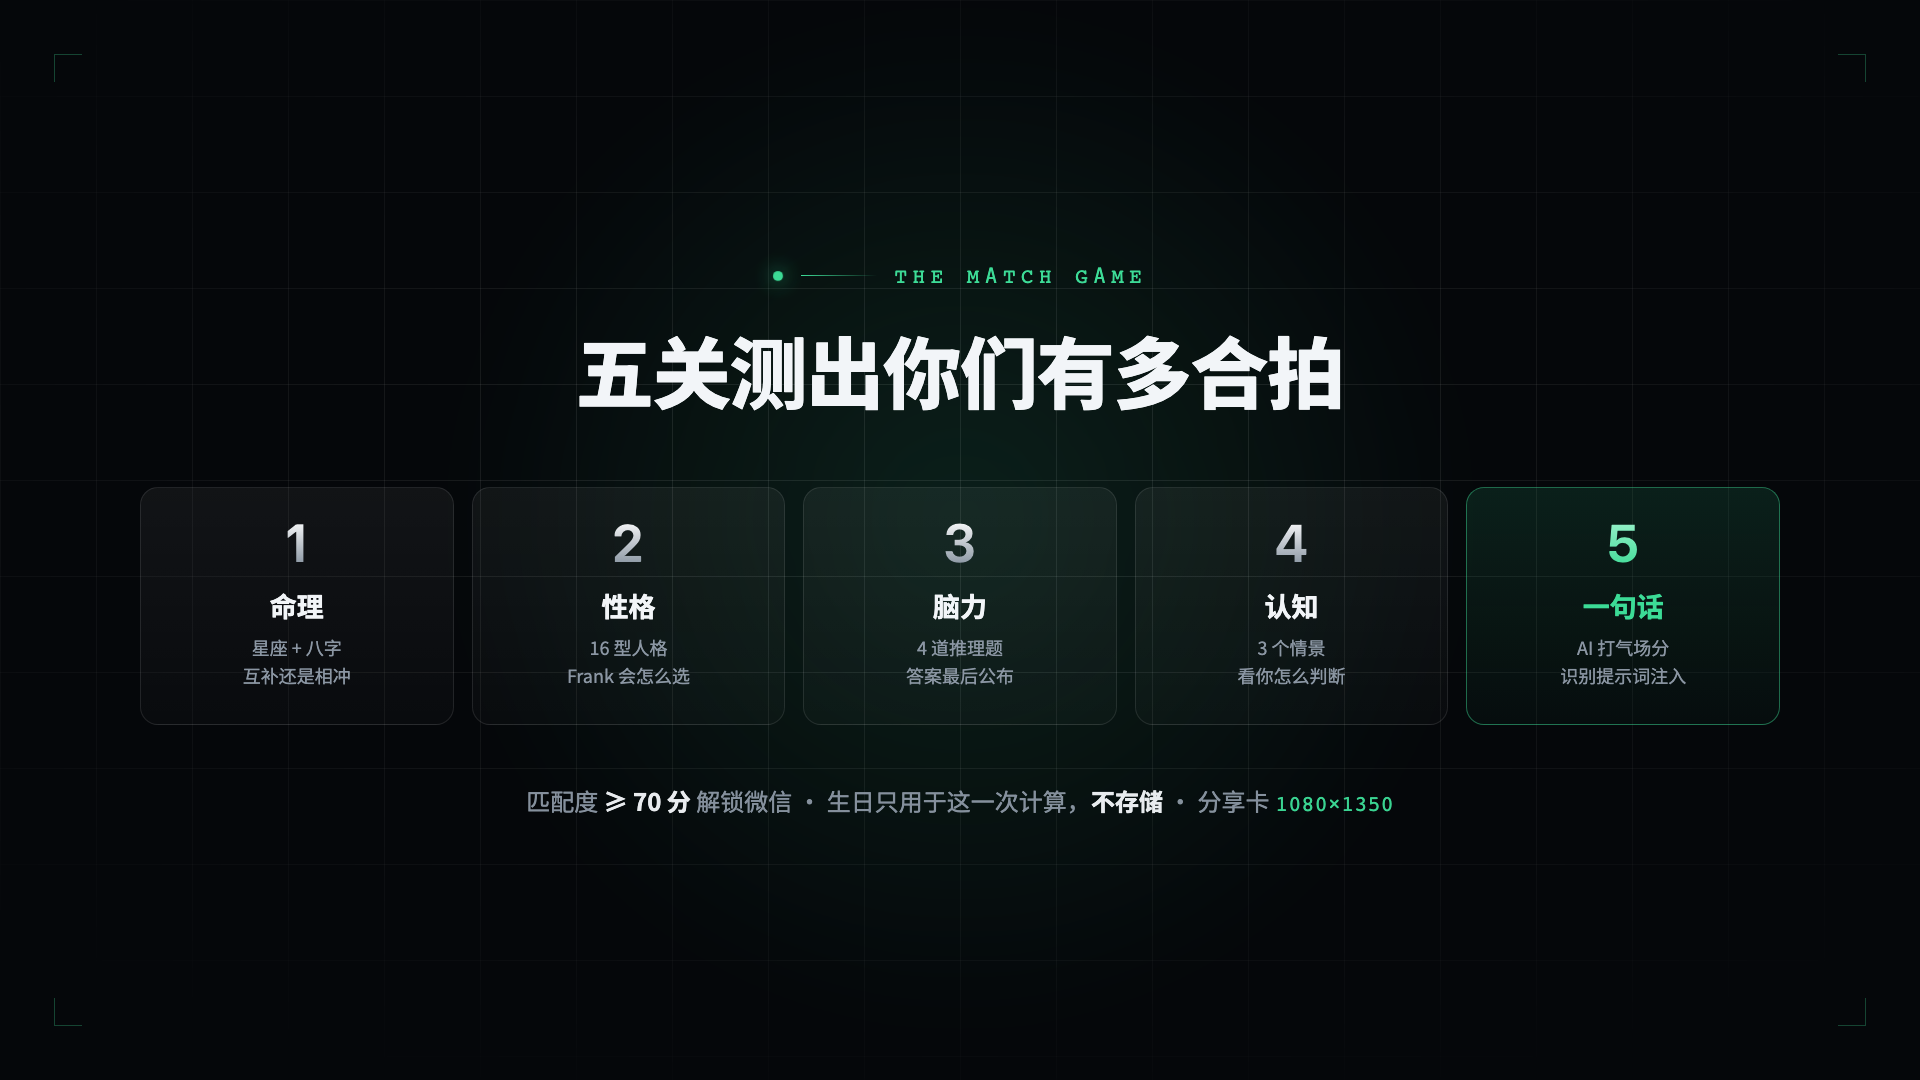 THE MATCH GAME
五关测出你们有多合拍
1
命理
星座 + 八字
互补还是相冲
2
性格
16 型人格
Frank 会怎么选
3
脑力
4 道推理题
答案最后公布
4
认知
3 个情景
看你怎么判断
5
一句话
AI 打气场分
识别提示词注入
匹配度 ≥ 70 分 解锁微信 · 生日只用于这一次计算，不存储 · 分享卡 1080×1350